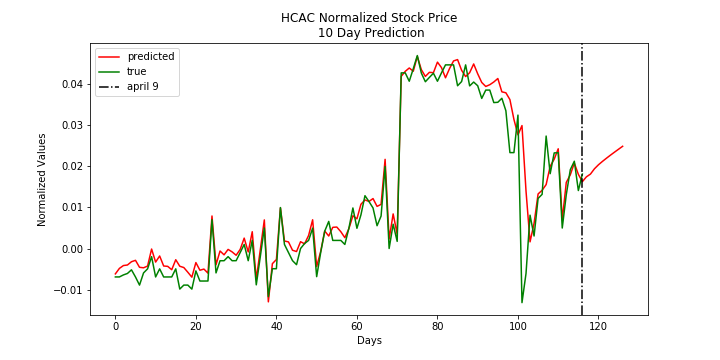 HCAC Normalized Stock Price
10 Day Prediction
predicted
true
april 9
Normalized Values
0.04
0.03
0.02
0.01
0.00
−0.01
0
20
40
60
80
100
120
Days